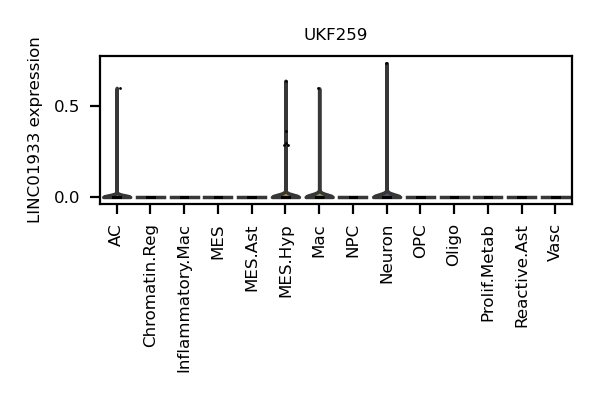 UKF259
LINC01933 expression
0.5
0.0
AC
Chromatin.Reg
Inflammatory.Mac
MES
MES.Ast
MES.Hyp
Mac
NPC
Neuron
OPC
Oligo
Prolif.Metab
Reactive.Ast
Vasc